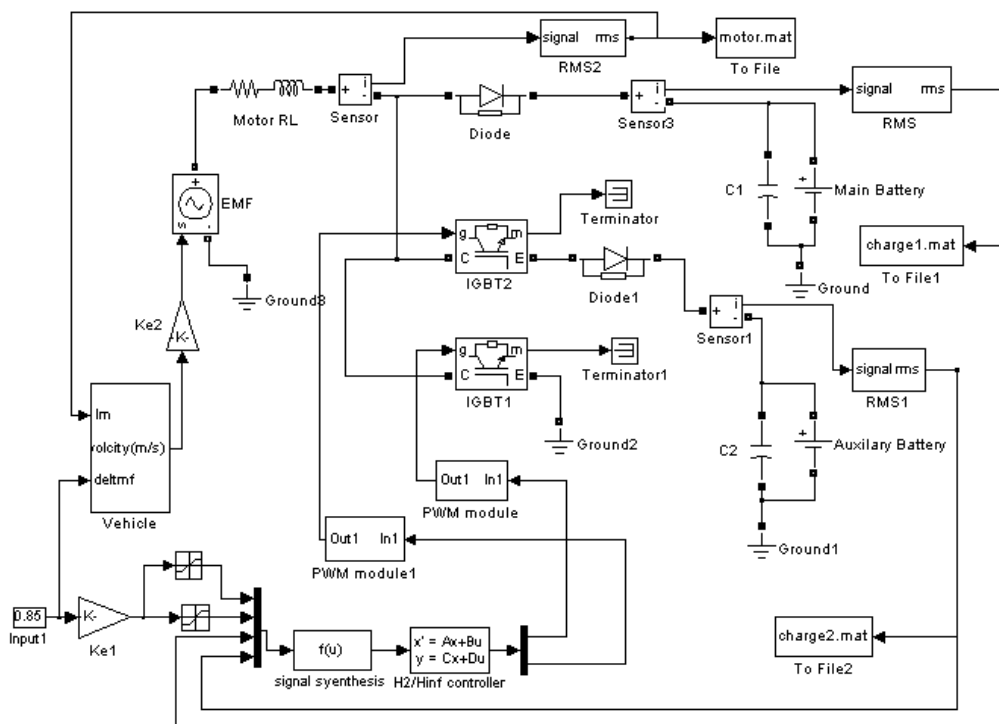 signal rms
RMS2
motor.mat
To File
Motor RL
+ i -
Sensor
Diode
+ i -
Sensor3
signal rms
RMS
+
s -
EMF
C1
+
Main Battery
Terminator
g m
C E
IGBT2
charge1.mat
To File1
Ground
Ground3
Diode1
+ i -
Sensor1
Ke2
-K-
g m
C E
IGBT1
Terminator1
signal rms
RMS1
Im
olcity(m/s)
deltmf
Vehicle
Ground2
C2
+
Auxilary Battery
Out1 In1
PWM module
Out1 In1
PWM module1
Ground1
0.85
Input1
K-
Ke1
f(u)
signal syenthesis
x' = Ax+Bu
y = Cx+Du
H2/Hinf controller
charge2.mat
To File2